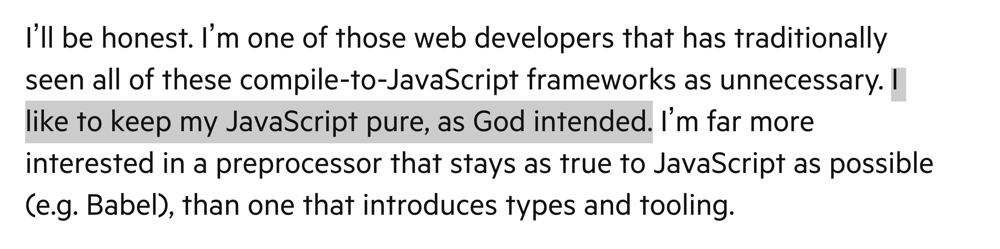 I’ll be honest. I’m one of those web developers that has traditionally
seen all of these compile-to-JavaScript frameworks as unnecessary. I
like to keep my JavaScript pure, as God intended. I’m far more
interested in a preprocessor that stays as true to JavaScript as possible
(e.g. Babel), than one that introduces types and tooling.